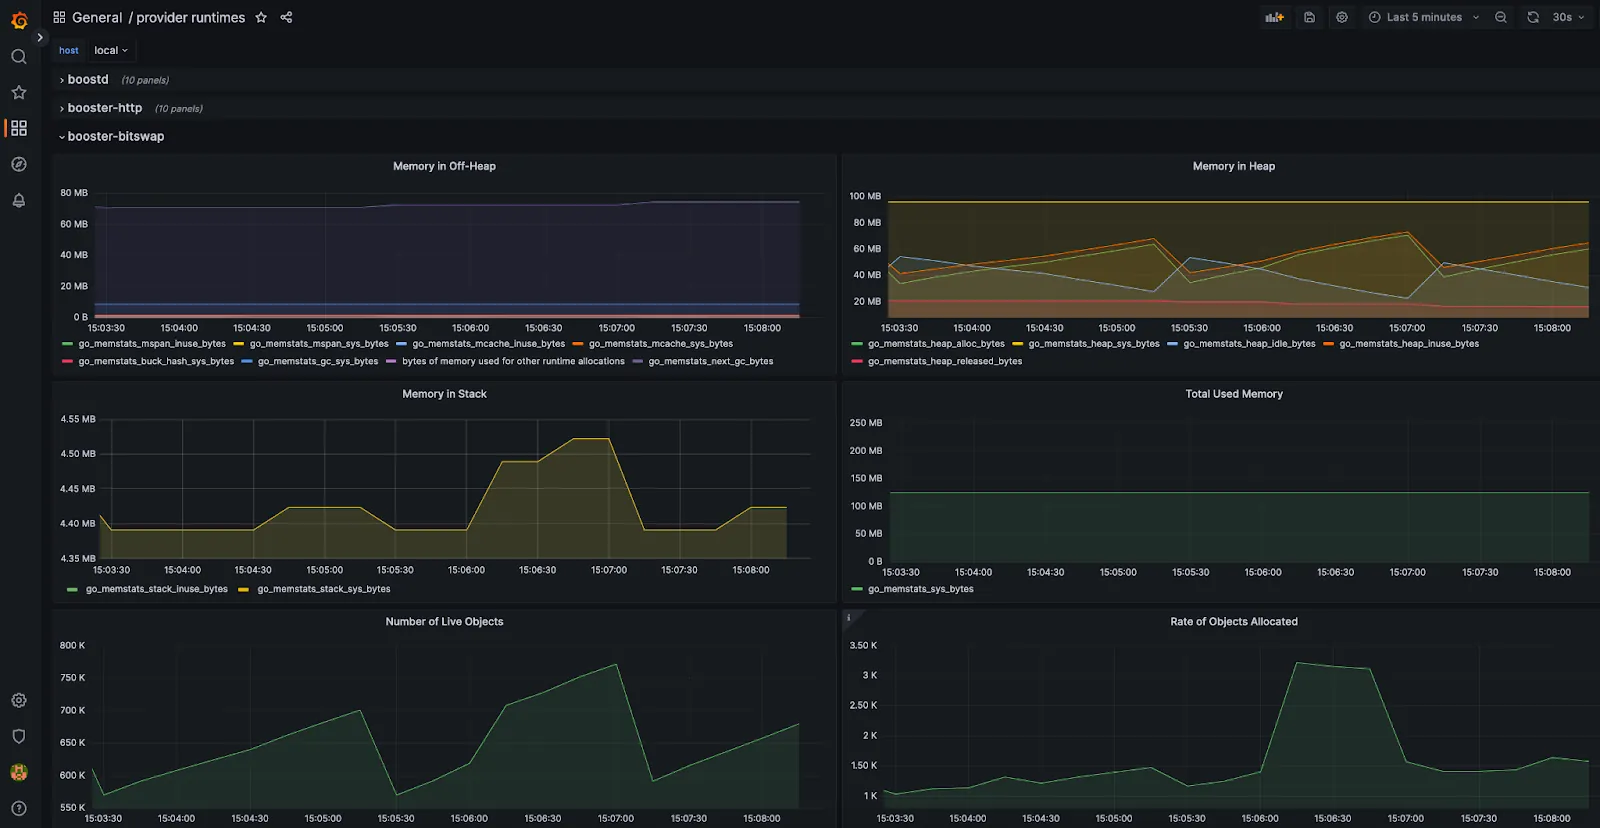 General / provider runtimes
Last 5 minutes
30s
host local
boostd (10 panels)
booster-http (10 panels)
booster-bitswap
Memory in Off-Heap
80 MB
60 MB
40 MB
20 MB
0 B
15:03:30 15:04:00 15:04:30 15:05:00 15:05:30 15:06:00 15:06:30 15:07:00 15:07:30 15:08:00
go_memstats_mspan_inuse_bytes go_memstats_mspan_sys_bytes go_memstats_mcache_inuse_bytes go_memstats_mcache_sys_bytes
go_memstats_buck_hash_sys_bytes go_memstats_gc_sys_bytes bytes of memory used for other runtime allocations go_memstats_next_gc_bytes
Memory in Heap
100 MB
80 MB
60 MB
40 MB
20 MB
15:03:30 15:04:00 15:04:30 15:05:00 15:05:30 15:06:00 15:06:30 15:07:00 15:07:30 15:08:00
go_memstats_heap_alloc_bytes go_memstats_heap_sys_bytes go_memstats_heap_idle_bytes go_memstats_heap_inuse_bytes
go_memstats_heap_released_bytes
Memory in Stack
4.55 MB
4.50 MB
4.45 MB
4.40 MB
4.35 MB
15:03:30 15:04:00 15:04:30 15:05:00 15:05:30 15:06:00 15:06:30 15:07:00 15:07:30 15:08:00
go_memstats_stack_inuse_bytes go_memstats_stack_sys_bytes
Total Used Memory
250 MB
200 MB
150 MB
100 MB
50 MB
0 B
15:03:30 15:04:00 15:04:30 15:05:00 15:05:30 15:06:00 15:06:30 15:07:00 15:07:30 15:08:00
go_memstats_sys_bytes
Number of Live Objects
800 K
750 K
700 K
650 K
600 K
550 K
15:03:30 15:04:00 15:04:30 15:05:00 15:05:30 15:06:00 15:06:30 15:07:00 15:07:30 15:08:00
i
Rate of Objects Allocated
3.50 K
3 K
2.50 K
2 K
1.50 K
1 K
15:03:30 15:04:00 15:04:30 15:05:00 15:05:30 15:06:00 15:06:30 15:07:00 15:07:30 15:08:00